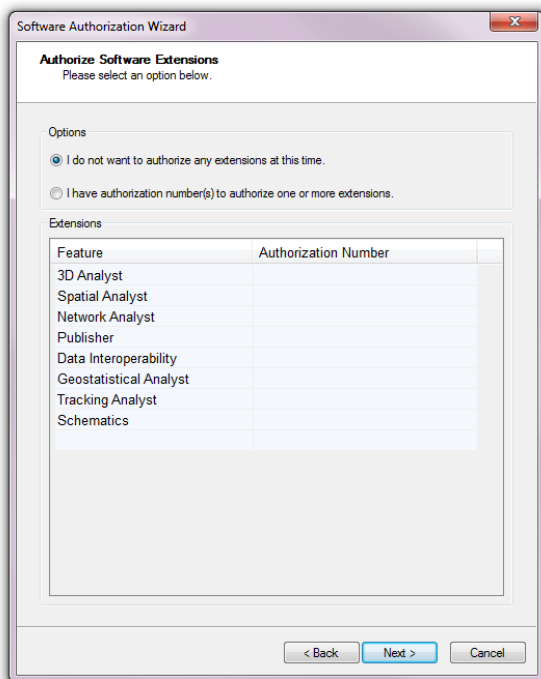 Software Authorization Wizard
Authorize Software Extensions
Please select an option below.
Options
I do not want to authorize any extensions at this time.
I have authorization number(s) to authorize one or more extensions.
Extensions
Feature Authorization Number
3D Analyst
Spatial Analyst
Network Analyst
Publisher
Data Interoperability
Geostatistical Analyst
Tracking Analyst
Schematics
< Back Next > Cancel